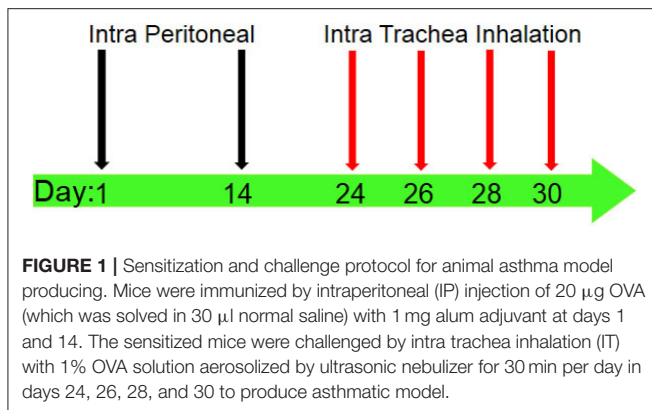 Intra Peritoneal Intra Trachea Inhalation
Day:1 14 24 26 28 30
FIGURE 1 | Sensitization and challenge protocol for animal asthma model
producing. Mice were immunized by intraperitoneal (IP) injection of 20 μg OVA
(which was solved in 30 μl normal saline) with 1 mg alum adjuvant at days 1
and 14. The sensitized mice were challenged by intra trachea inhalation (IT)
with 1% OVA solution aerosolized by ultrasonic nebulizer for 30 min per day in
days 24, 26, 28, and 30 to produce asthmatic model.